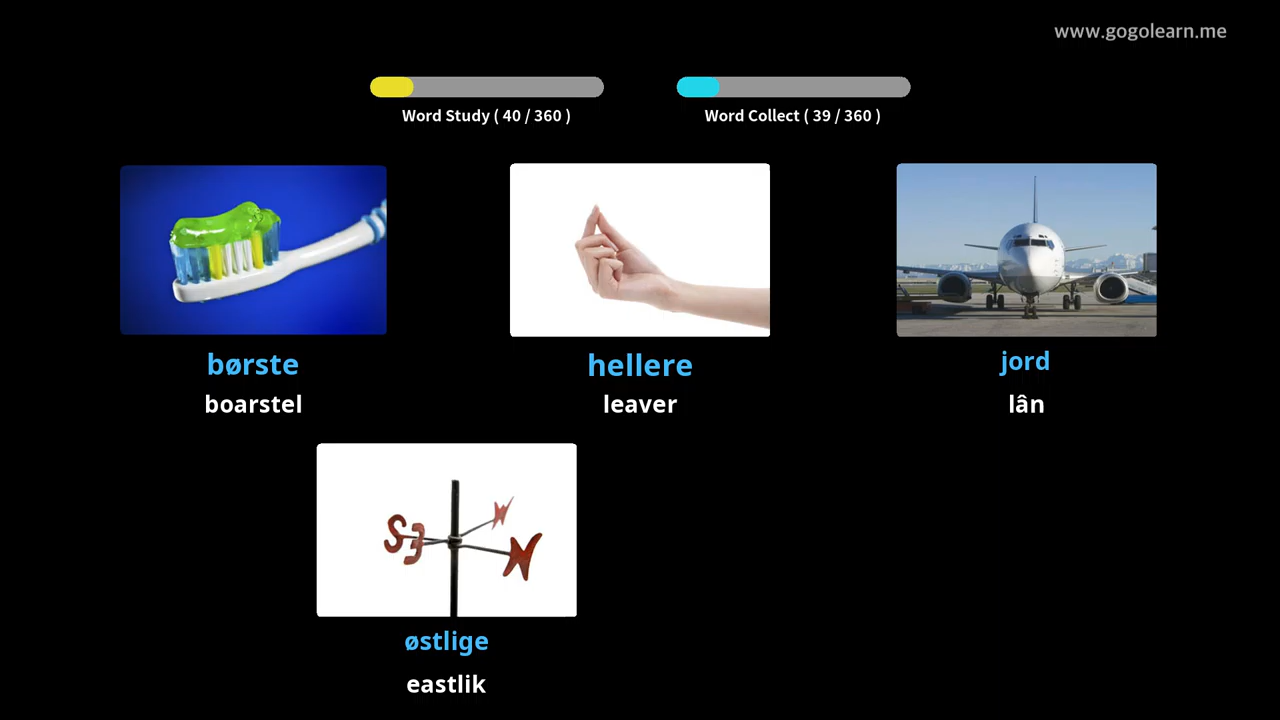 www.gogolearn.me
Word Study ( 40 / 360 )
Word Collect ( 39 / 360 )
børste
boarstel
hellere
leaver
jord
lân
S E
østlige
eastlik